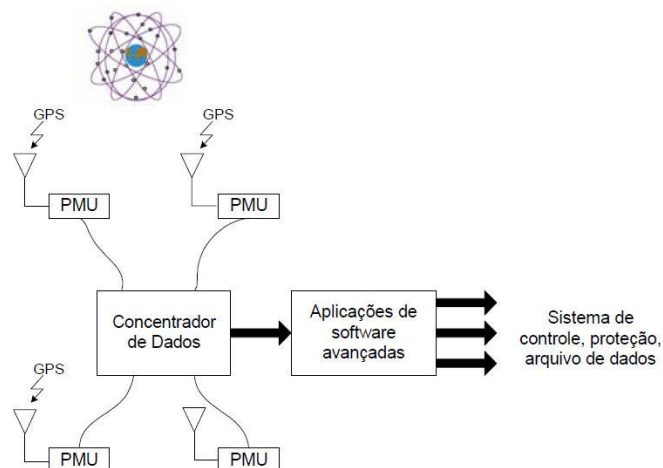 GPS
GPS
PMU
PMU
Concentrador
de Dados
Aplicações de
software
avançadas
Sistema de
controle, proteção,
arquivo de dados
GPS
PMU
PMU